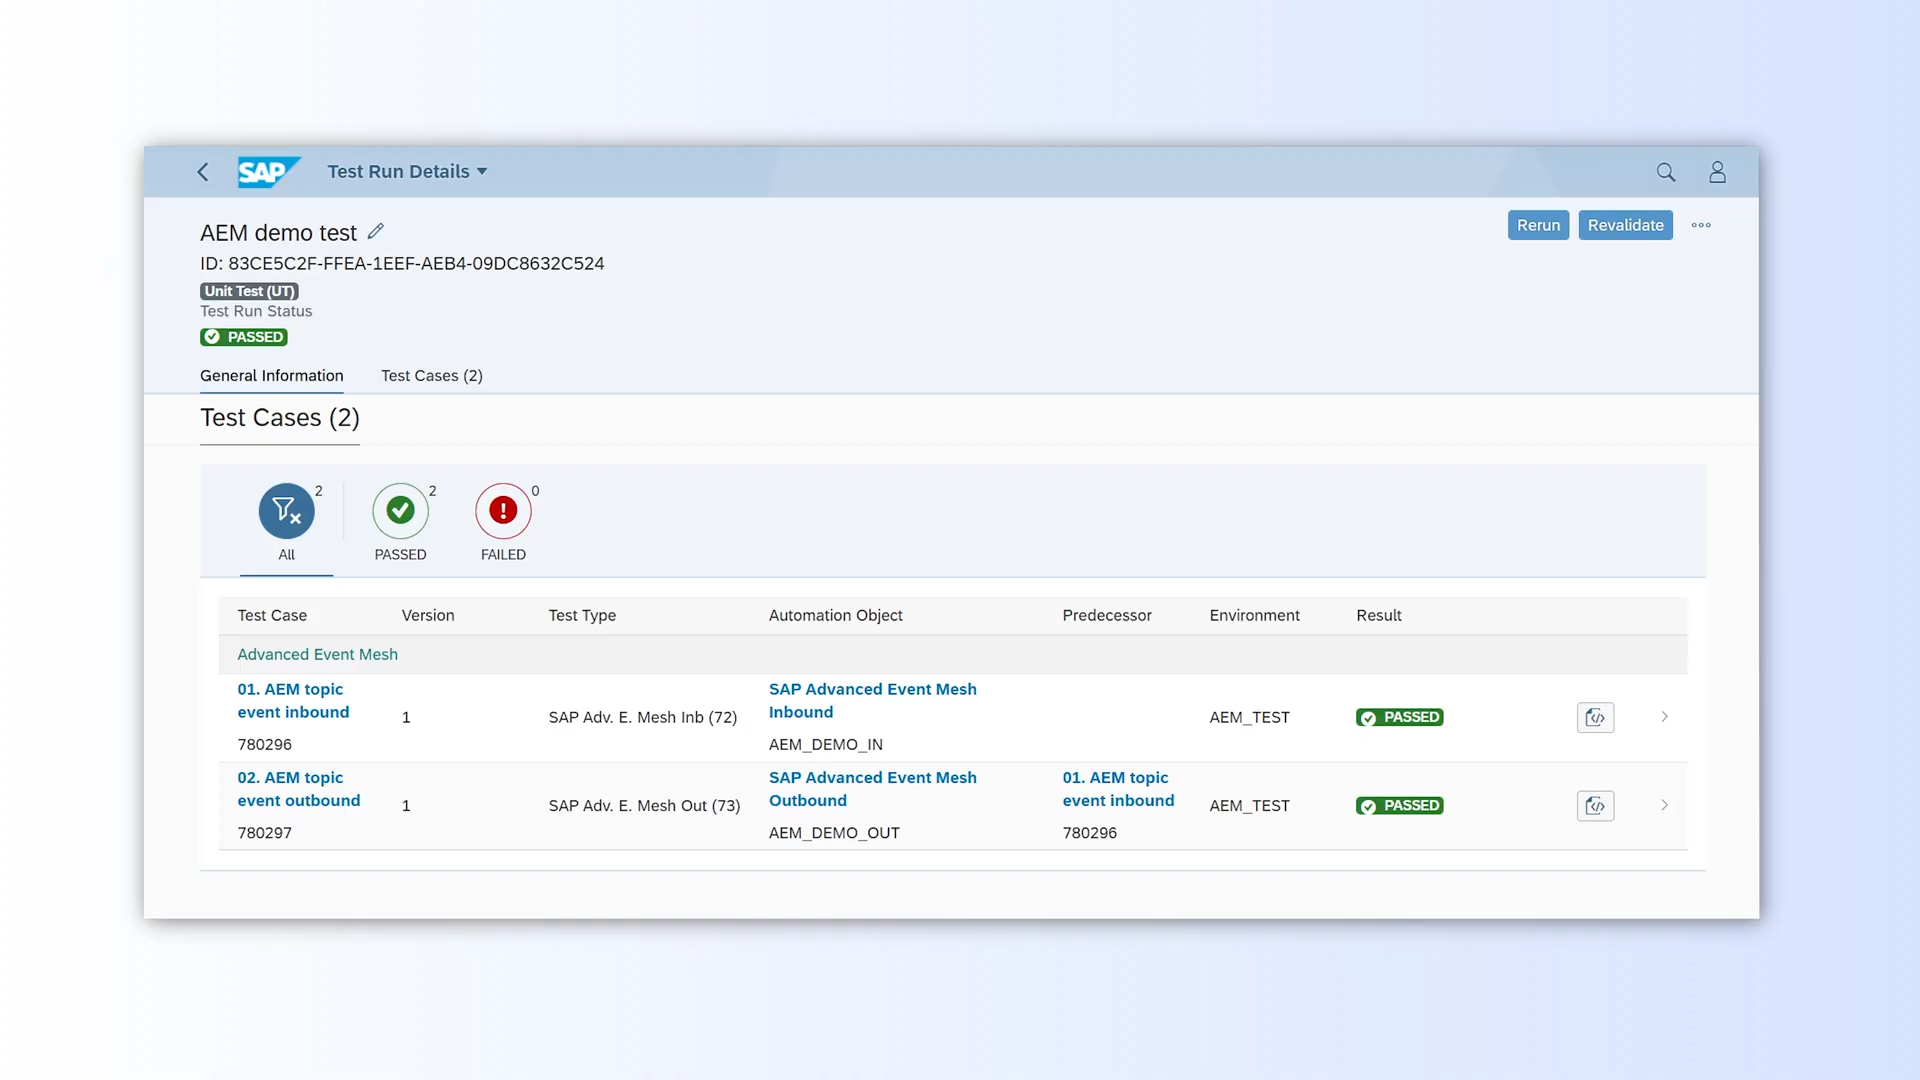 SAP Test Run Details
AEM demo test
Rerun Revalidate
ID: 83CE5C2F-FFEA-1EEF-AEB4-09DC8632C524
Unit Test (UT)
Test Run Status
PASSED
General Information Test Cases (2)
Test Cases (2)
2 2 0
All PASSED FAILED
Test Case Version Test Type Automation Object Predecessor Environment Result
Advanced Event Mesh
01. AEM topic SAP Advanced Event Mesh
event inbound 1 SAP Adv. E. Mesh Inb (72) Inbound AEM_TEST PASSED
780296 AEM_DEMO_IN
02. AEM topic SAP Advanced Event Mesh 01. AEM topic
event outbound 1 SAP Adv. E. Mesh Out (73) Outbound event inbound AEM_TEST PASSED
780297 AEM_DEMO_OUT 780296